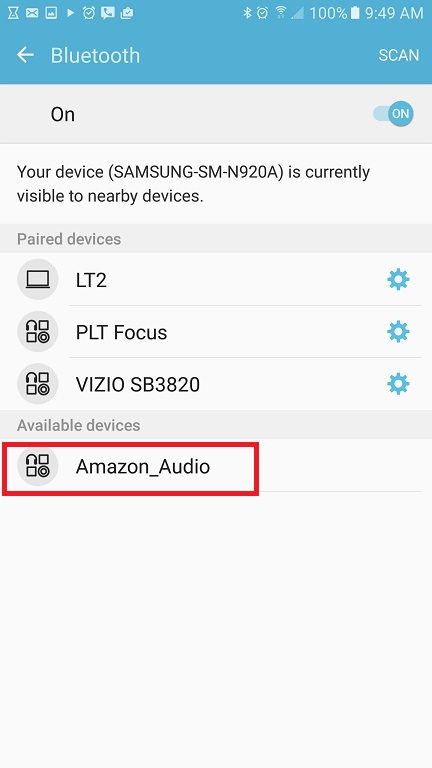 100% 9:49 AM
Bluetooth SCAN
On ON
Your device (SAMSUNG-SM-N920A) is currently
visible to nearby devices.
Paired devices
LT2
PLT Focus
VIZIO SB3820
Available devices
Amazon_Audio